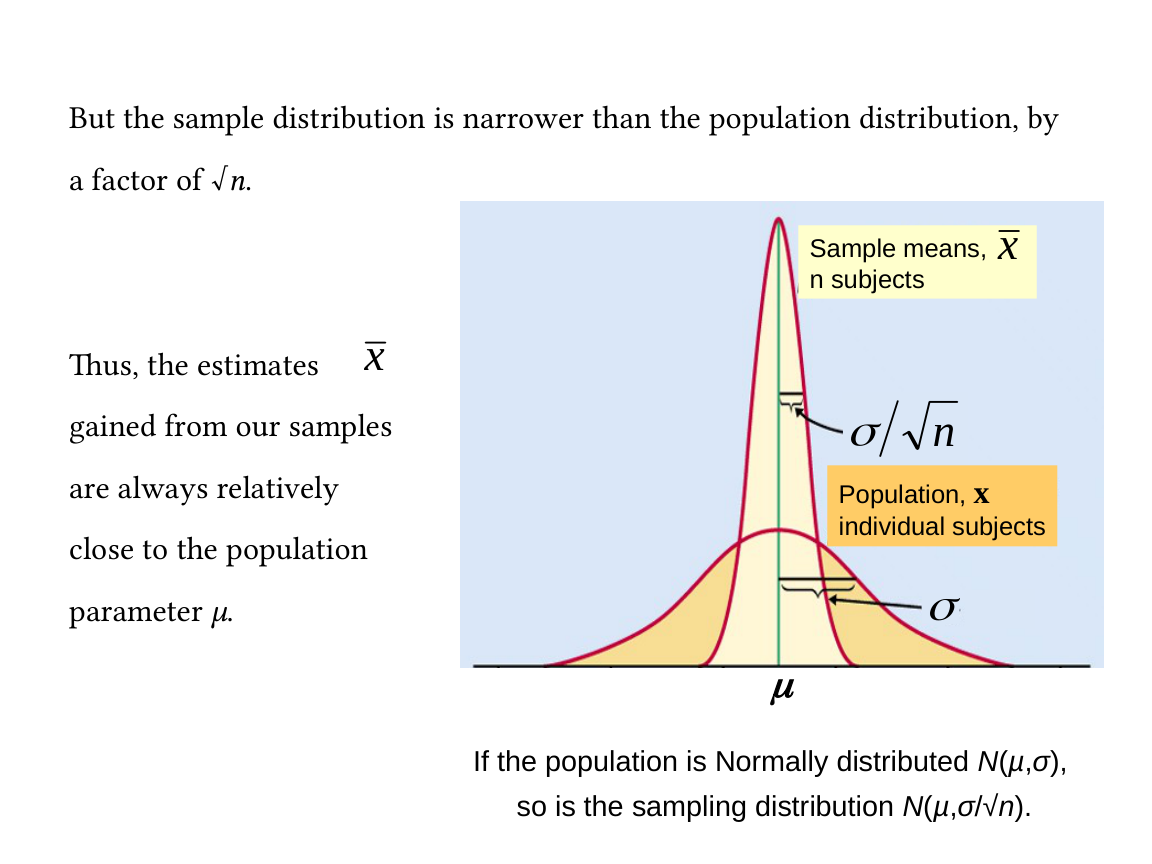 But the sample distribution is narrower than the population distribution, by
a factor of √n.
Sample means, x̅
n subjects
Thus, the estimates x̅
gained from our samples
are always relatively
close to the population
parameter μ.
σ/√n
Population, x
individual subjects
σ
μ
If the population is Normally distributed N(μ,σ),
so is the sampling distribution N(μ,σ/√n).